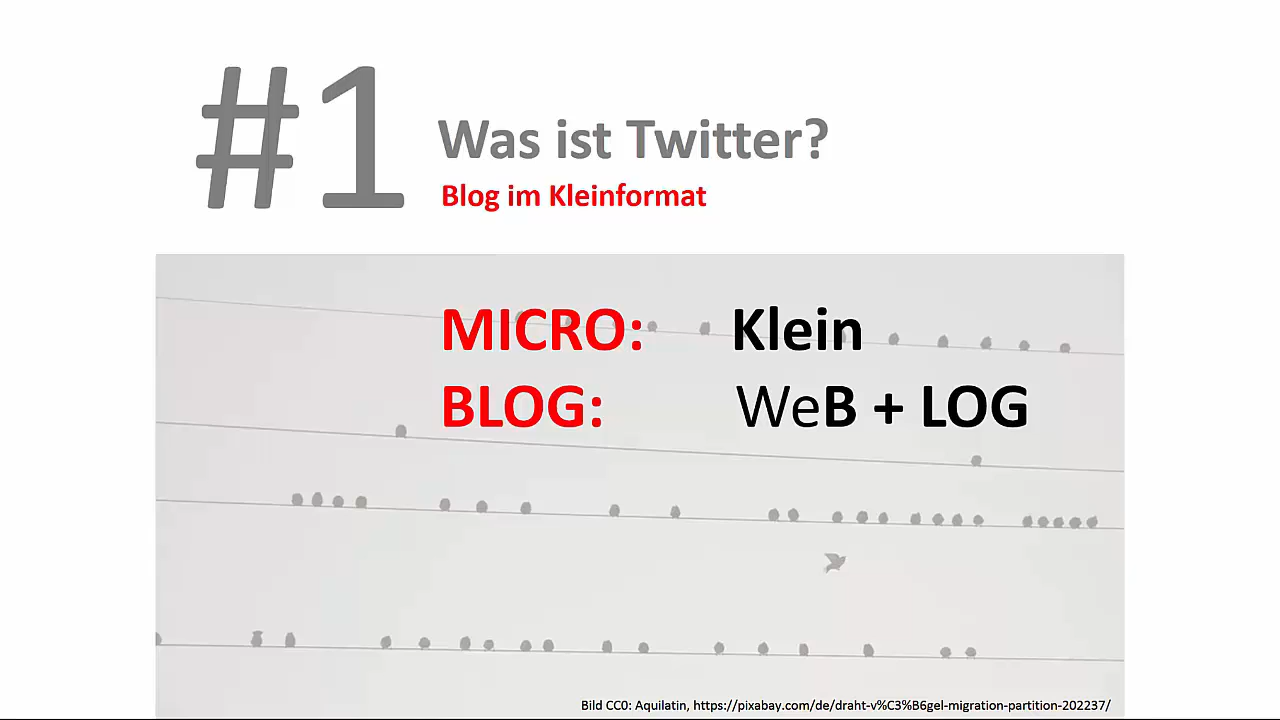 #1
Was ist Twitter?
Blog im Kleinformat
MICRO: Klein
BLOG: WeB + LOG
Bild CC0: Aquilatin, https://pixabay.com/de/draht-v%C3%B6gel-migration-partition-202237/